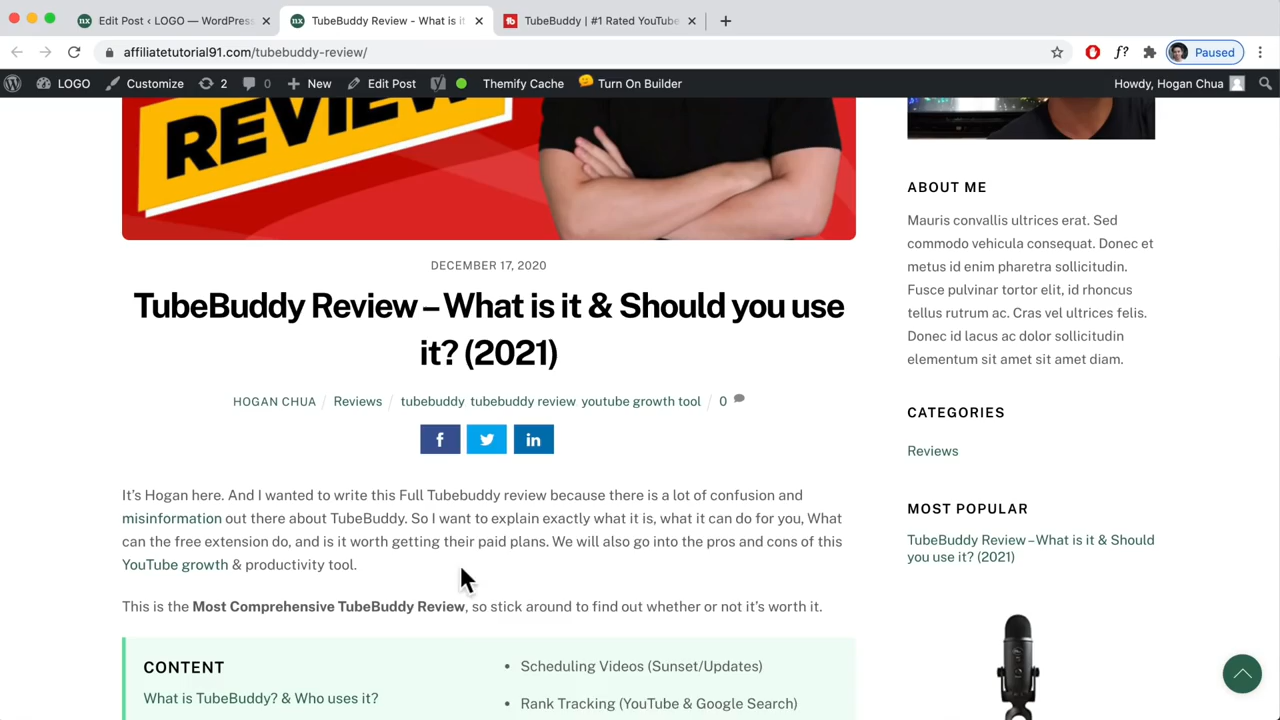 Edit Post ‹ LOGO — WordPress
TubeBuddy Review - What is it
TubeBuddy | #1 Rated YouTube
affiliatetutorial91.com/tubebuddy-review/
f?
Paused
LOGO
Customize
2
0
New
Edit Post
Themify Cache
Turn On Builder
Howdy, Hogan Chua
REVIEW
DECEMBER 17, 2020
TubeBuddy Review – What is it & Should you use
it? (2021)
HOGAN CHUA / Reviews / tubebuddy tubebuddy review youtube growth tool / 0
It's Hogan here. And I wanted to write this Full Tubebuddy review because there is a lot of confusion and
misinformation out there about TubeBuddy. So I want to explain exactly what it is, what it can do for you, What
can the free extension do, and is it worth getting their paid plans. We will also go into the pros and cons of this
YouTube growth & productivity tool.
This is the Most Comprehensive TubeBuddy Review, so stick around to find out whether or not it's worth it.
CONTENT
What is TubeBuddy? & Who uses it?
• Scheduling Videos (Sunset/Updates)
• Rank Tracking (YouTube & Google Search)
ABOUT ME
Mauris convallis ultrices erat. Sed
commodo vehicula consequat. Donec et
metus id enim pharetra sollicitudin.
Fusce pulvinar tortor elit, id rhoncus
tellus rutrum ac. Cras vel ultrices felis.
Donec id lacus ac dolor sollicitudin
elementum sit amet sit amet diam.
CATEGORIES
Reviews
MOST POPULAR
TubeBuddy Review – What is it & Should
you use it? (2021)